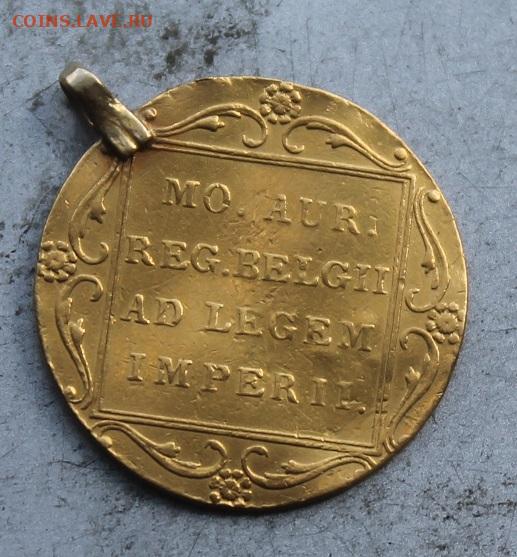 COINS.LAVE.RU
MO. AUR:
REG.BELGII
AD LEGEM
IMPERII.